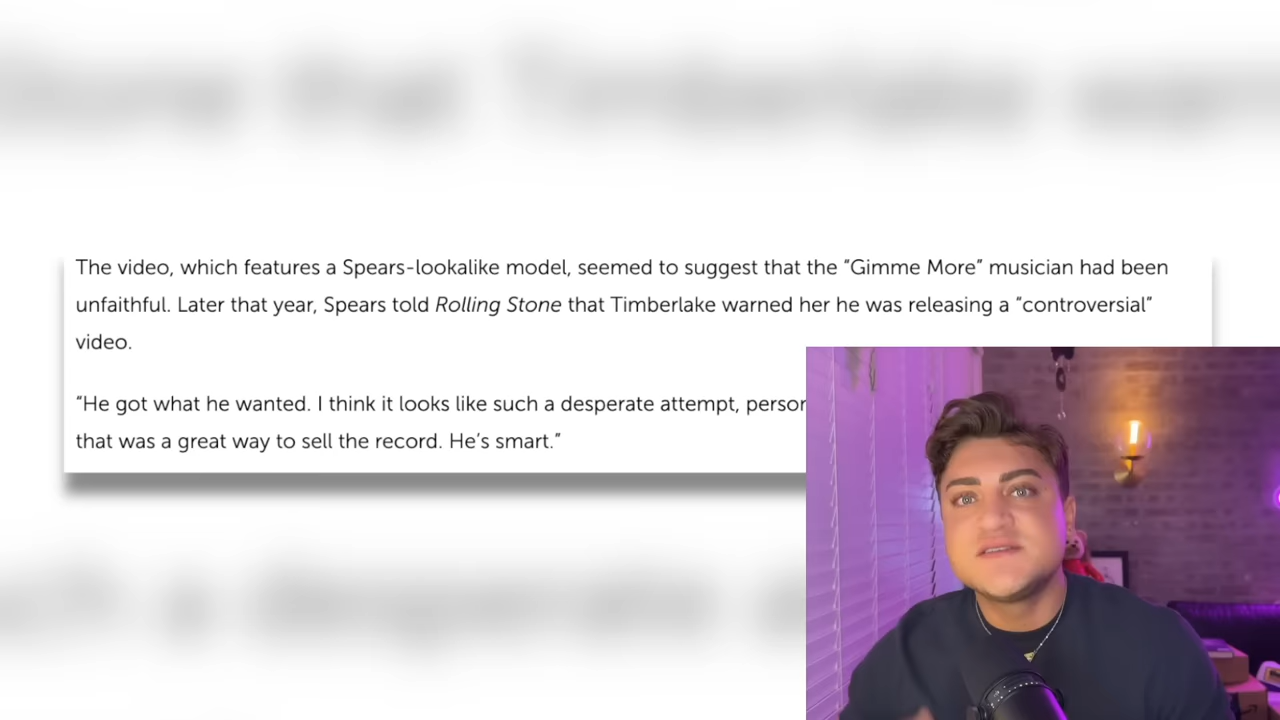 The video, which features a Spears-lookalike model, seemed to suggest that the “Gimme More” musician had been
unfaithful. Later that year, Spears told Rolling Stone that Timberlake warned her he was releasing a “controversial”
video.
“He got what he wanted. I think it looks like such a desperate attempt,
that was a great way to sell the record. He’s smart.”